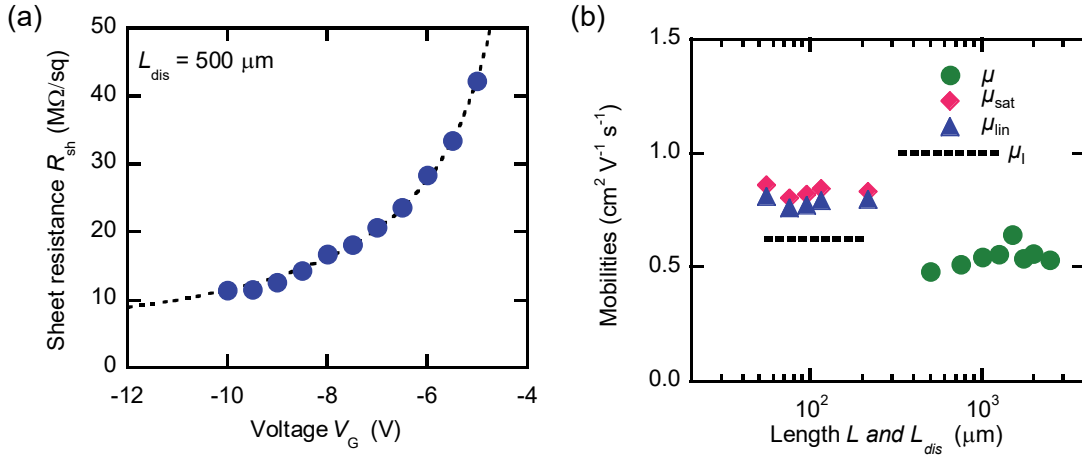 (a)
50
40
30
20
10
0
Sheet resistance R_sh (MΩ/sq)
L_dis = 500 μm
-12 -10 -8 -6 -4
Voltage V_G (V)
(b)
1.5
1.0
0.5
0.0
Mobilities (cm² V⁻¹ s⁻¹)
μ
μ_sat
μ_lin
μ_l
10² 10³
Length L and L_dis (μm)